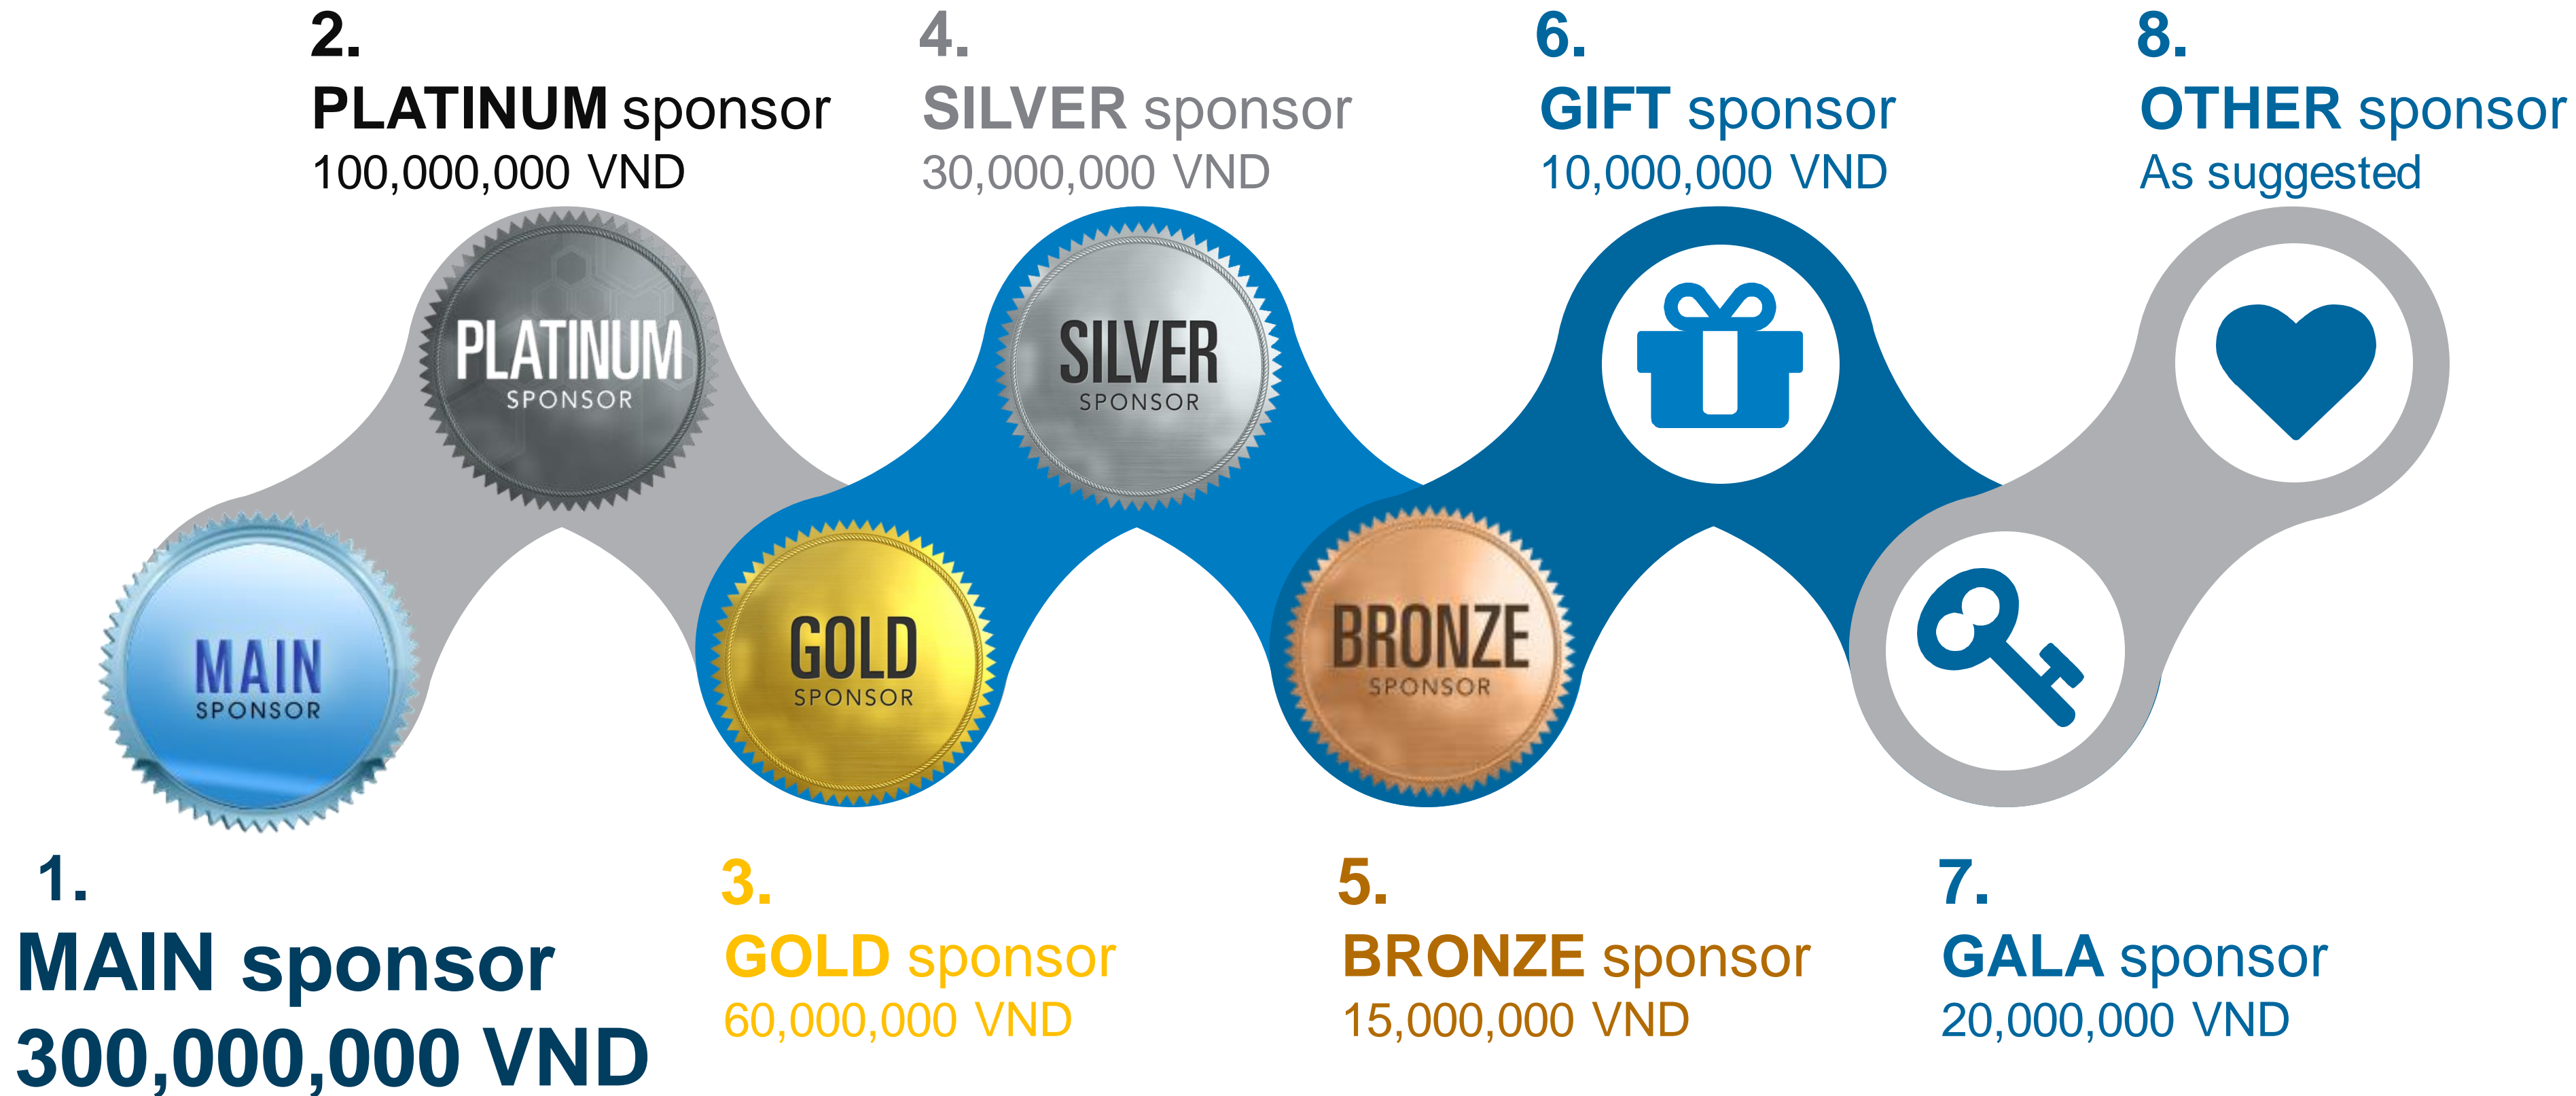 2.
PLATINUM sponsor
100,000,000 VND
4.
SILVER sponsor
30,000,000 VND
6.
GIFT sponsor
10,000,000 VND
8.
OTHER sponsor
As suggested
PLATINUM
SPONSOR
SILVER
SPONSOR
MAIN
SPONSOR
GOLD
SPONSOR
BRONZE
SPONSOR
1.
MAIN sponsor
300,000,000 VND
3.
GOLD sponsor
60,000,000 VND
5.
BRONZE sponsor
15,000,000 VND
7.
GALA sponsor
20,000,000 VND